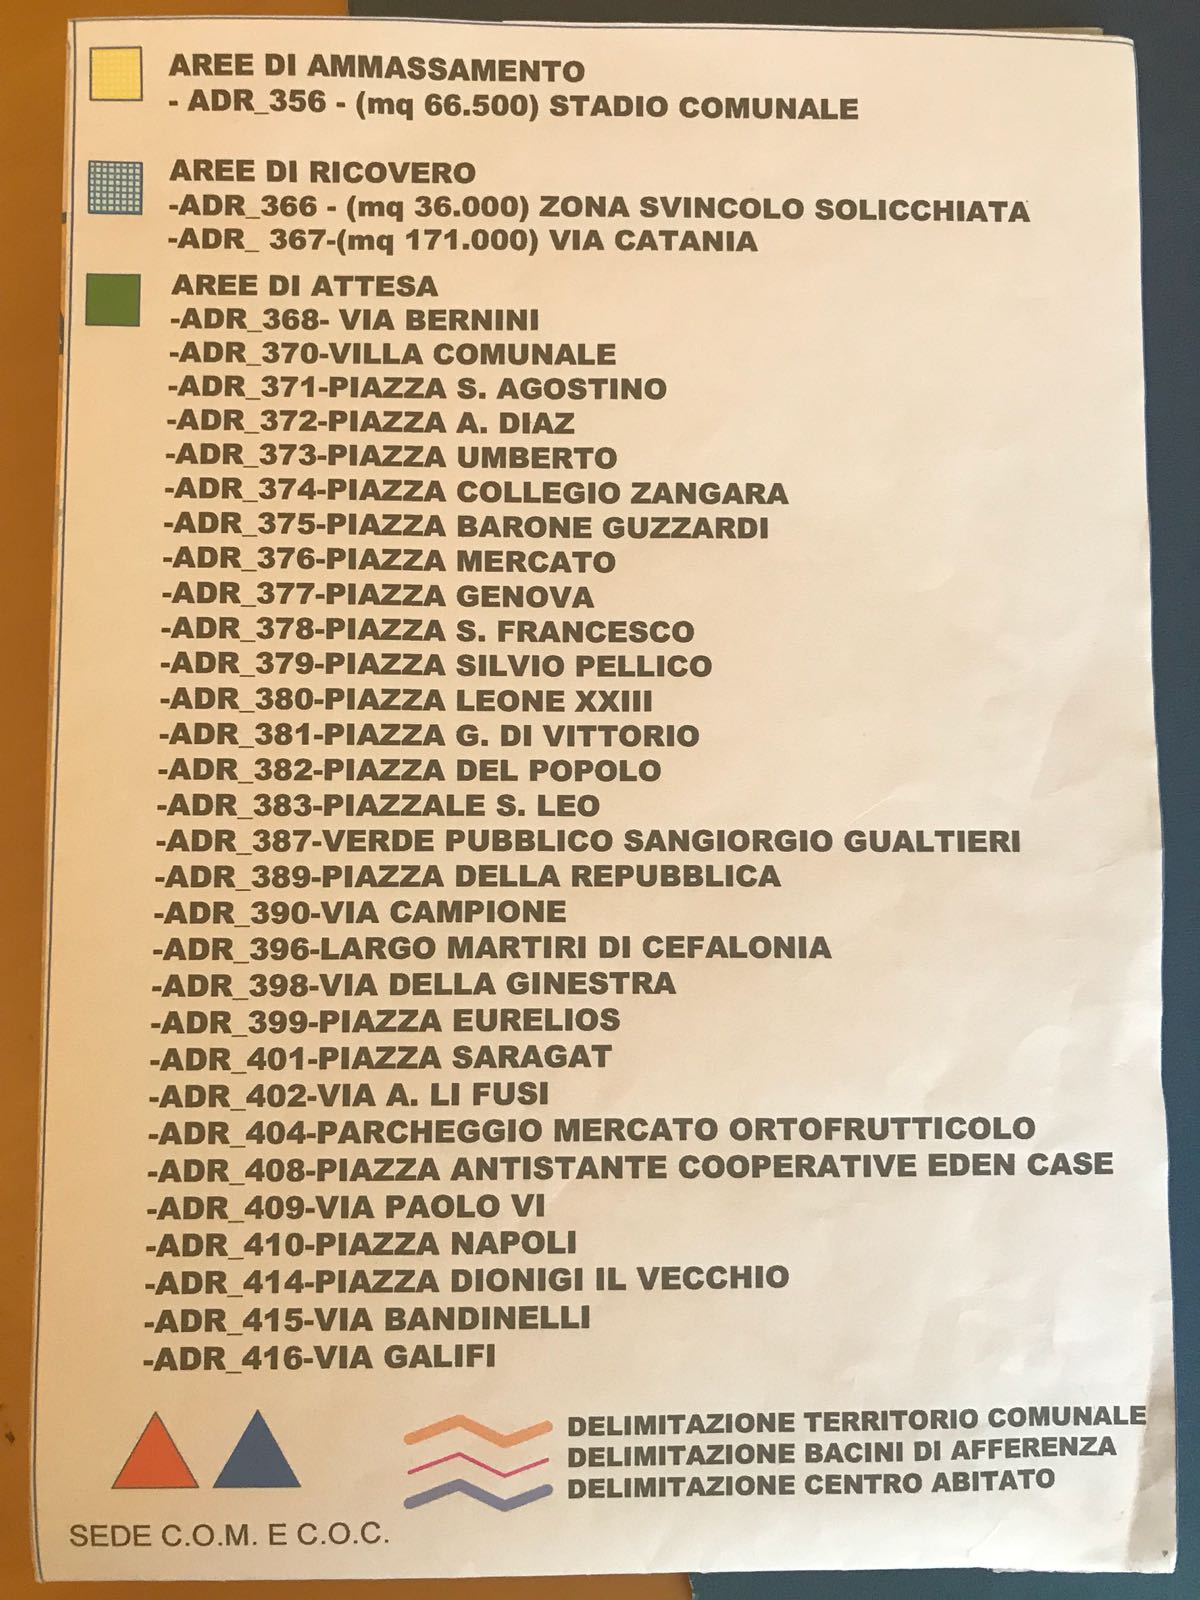 AREE DI AMMASSAMENTO
- ADR_356 - (mq 66.500) STADIO COMUNALE
AREE DI RICOVERO
-ADR_366 - (mq 36.000) ZONA SVINCOLO SOLICCHIATA
-ADR_ 367-(mq 171.000) VIA CATANIA
AREE DI ATTESA
-ADR_368- VIA BERNINI
-ADR_370-VILLA COMUNALE
-ADR_371-PIAZZA S. AGOSTINO
-ADR_372-PIAZZA A. DIAZ
-ADR_373-PIAZZA UMBERTO
-ADR_374-PIAZZA COLLEGIO ZANGARA
-ADR_375-PIAZZA BARONE GUZZARDI
-ADR_376-PIAZZA MERCATO
-ADR_377-PIAZZA GENOVA
-ADR_378-PIAZZA S. FRANCESCO
-ADR_379-PIAZZA SILVIO PELLICO
-ADR_380-PIAZZA LEONE XXIII
-ADR_381-PIAZZA G. DI VITTORIO
-ADR_382-PIAZZA DEL POPOLO
-ADR_383-PIAZZALE S. LEO
-ADR_387-VERDE PUBBLICO SANGIORGIO GUALTIERI
-ADR_389-PIAZZA DELLA REPUBBLICA
-ADR_390-VIA CAMPIONE
-ADR_396-LARGO MARTIRI DI CEFALONIA
-ADR_398-VIA DELLA GINESTRA
-ADR_399-PIAZZA EURELIOS
-ADR_401-PIAZZA SARAGAT
-ADR_402-VIA A. LI FUSI
-ADR_404-PARCHEGGIO MERCATO ORTOFRUTTICOLO
-ADR_408-PIAZZA ANTISTANTE COOPERATIVE EDEN CASE
-ADR_409-VIA PAOLO VI
-ADR_410-PIAZZA NAPOLI
-ADR_414-PIAZZA DIONIGI IL VECCHIO
-ADR_415-VIA BANDINELLI
-ADR_416-VIA GALIFI
DELIMITAZIONE TERRITORIO COMUNALE
DELIMITAZIONE BACINI DI AFFERENZA
DELIMITAZIONE CENTRO ABITATO
SEDE C.O.M. E C.O.C.